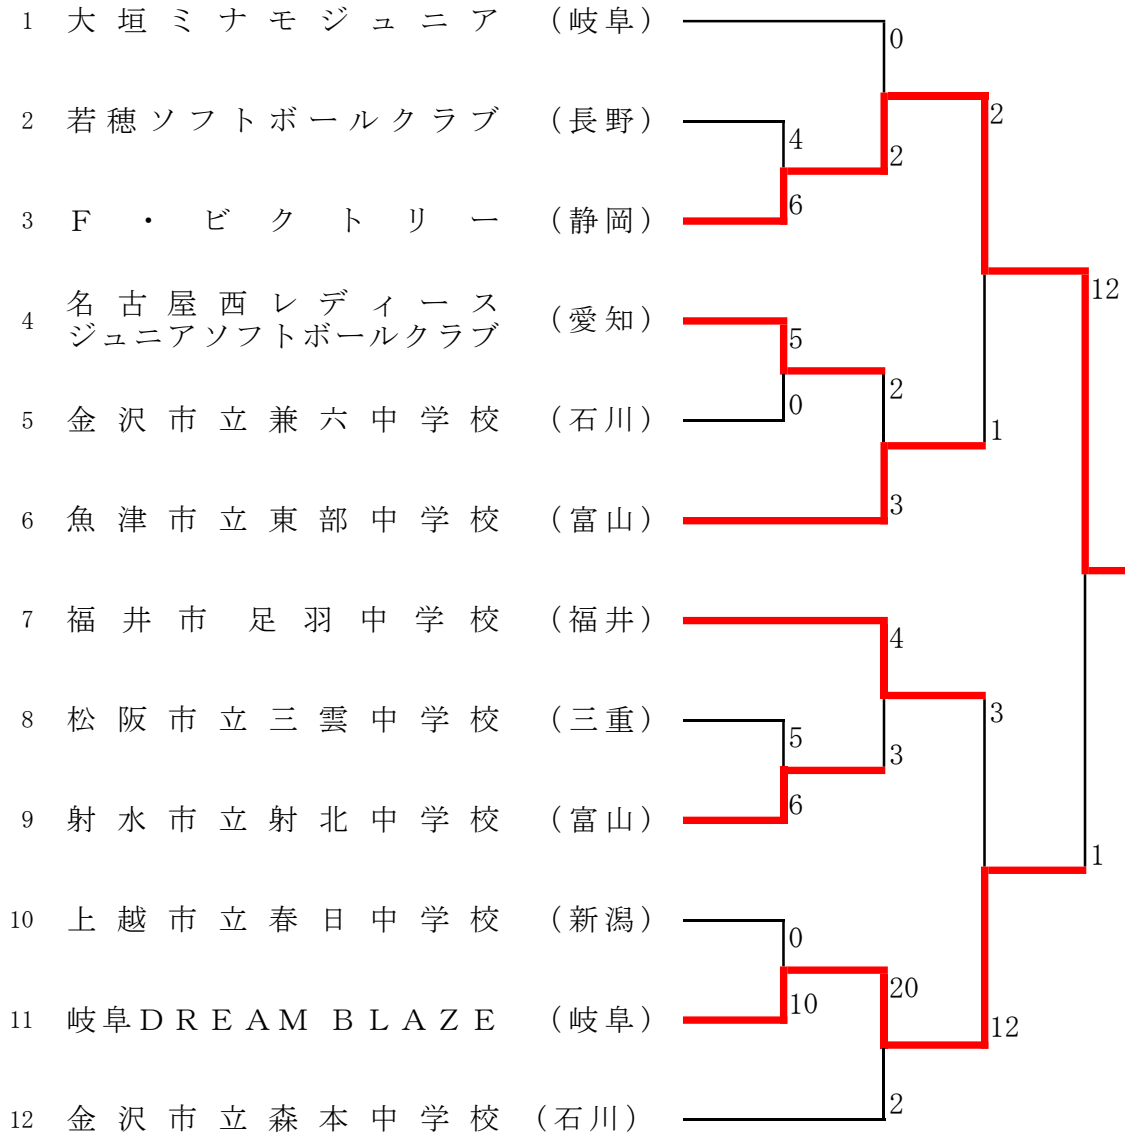 1 大垣ミナモジュニア （岐阜）
0
2 若穂ソフトボールクラブ （長野）
2
4
2
3 Ｆ・ビクトリー （静岡）
6
12
4 名古屋西レディース
ジュニアソフトボールクラブ （愛知）
5
2
5 金沢市立兼六中学校 （石川）
0
1
6 魚津市立東部中学校 （富山）
3
7 福井市 足羽中学校 （福井）
4
8 松阪市立三雲中学校 （三重）
3
5
3
9 射水市立射北中学校 （富山）
6
1
10 上越市立春日中学校 （新潟）
0
20
11 岐阜ＤＲＥＡＭ ＢＬＡＺＥ （岐阜）
10
12
12 金沢市立森本中学校 （石川）
2